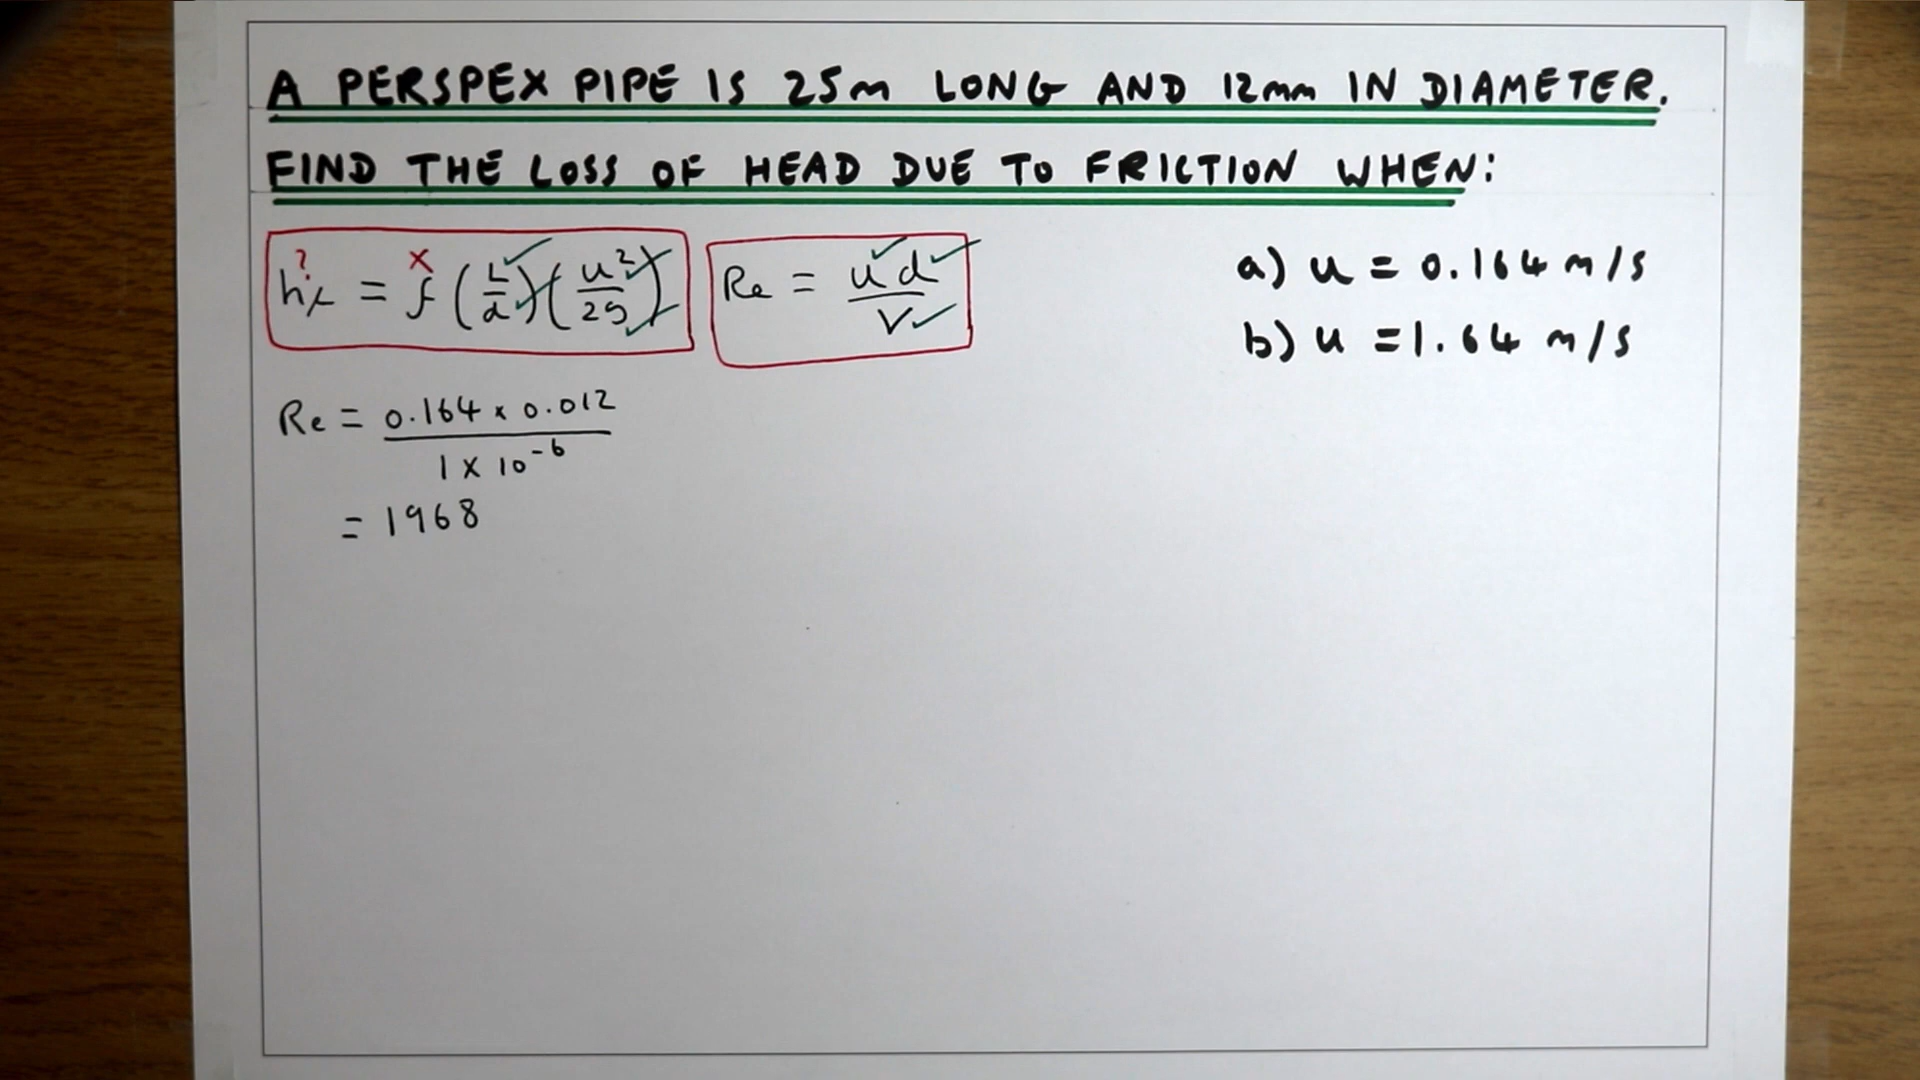 A PERSPEX PIPE IS 25m LONG AND 12mm IN DIAMETER.
FIND THE LOSS OF HEAD DUE TO FRICTION WHEN:
? x
hf = f (L/d)(u²/2g)
Re = ud/ν
a) u = 0.164 m/s
b) u = 1.64 m/s
Re = 0.164 x 0.012
1 x 10⁻⁶
= 1968